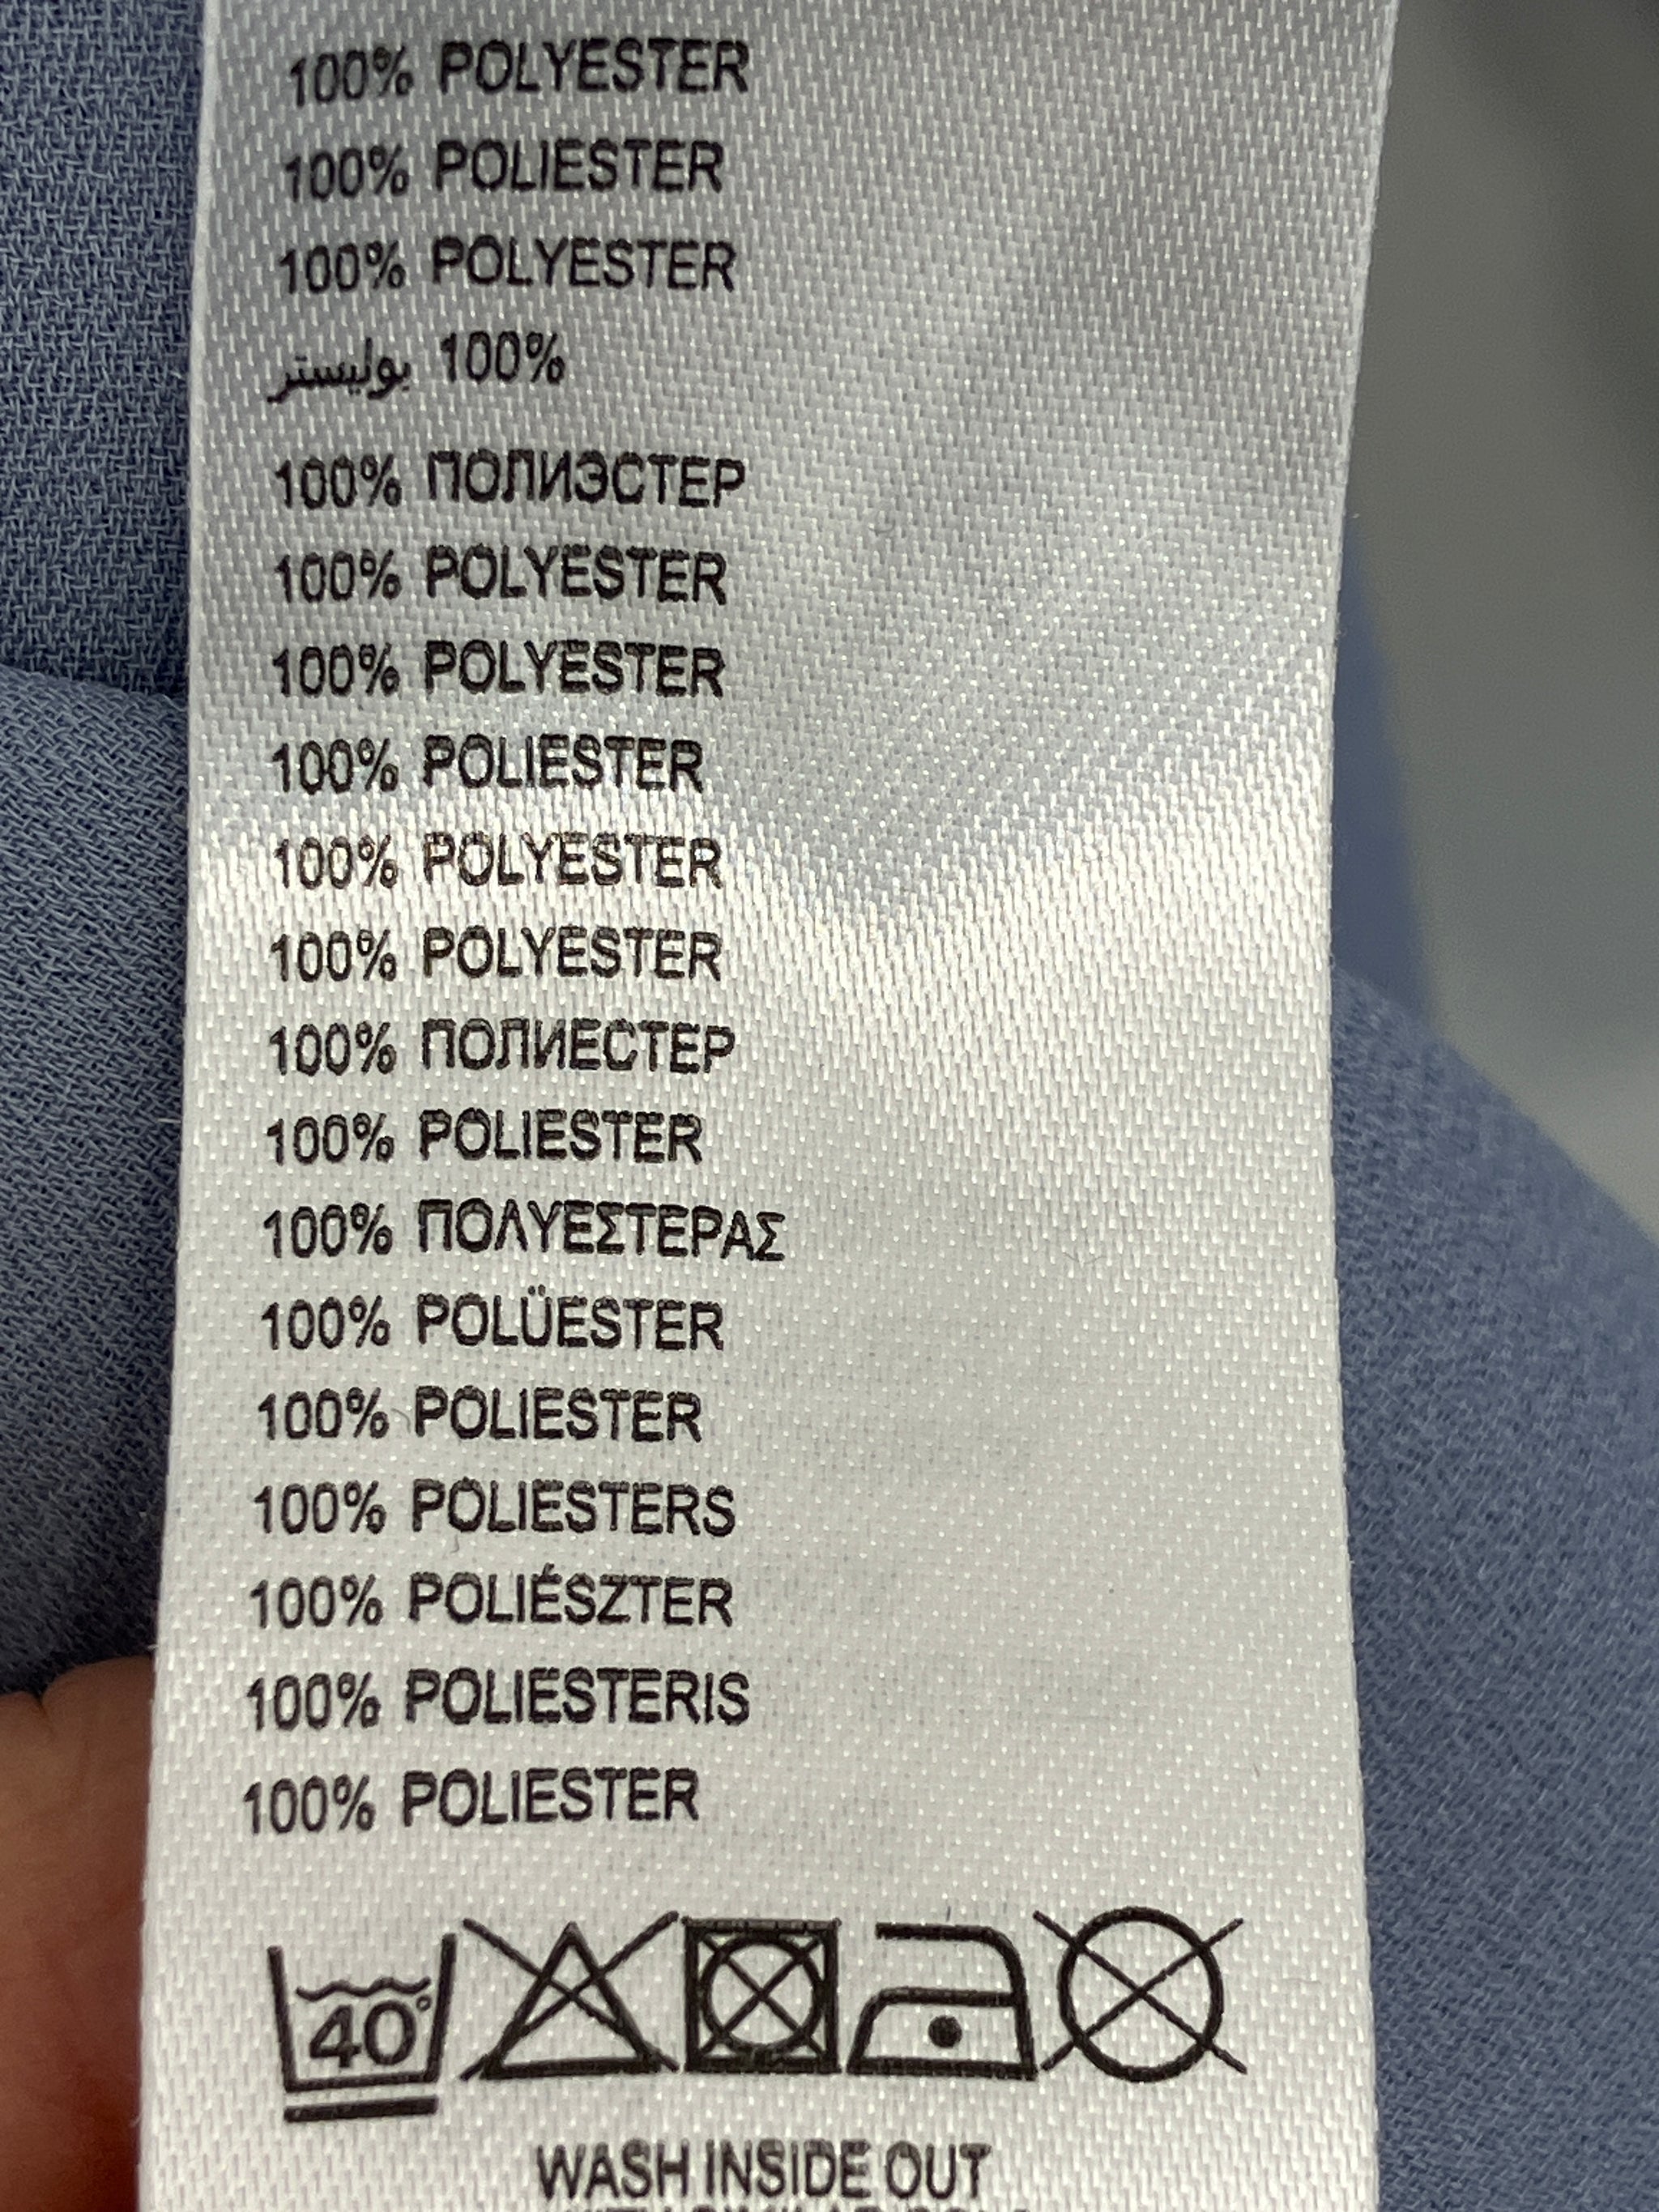 100% POLYESTER
100% POLIESTER
100% POLYESTER
100% بوليستر
100% ПОЛИЭСТЕР
100% POLYESTER
100% POLYESTER
100% POLIESTER
100% POLYESTER
100% POLYESTER
100% ПОЛИЕСТЕР
100% POLIESTER
100% ΠΟΛΥΕΣΤΕΡΑΣ
100% POLÜESTER
100% POLIESTER
100% POLIESTERS
100% POLIÉSZTER
100% POLIESTERIS
100% POLIESTER
40°
WASH INSIDE OUT